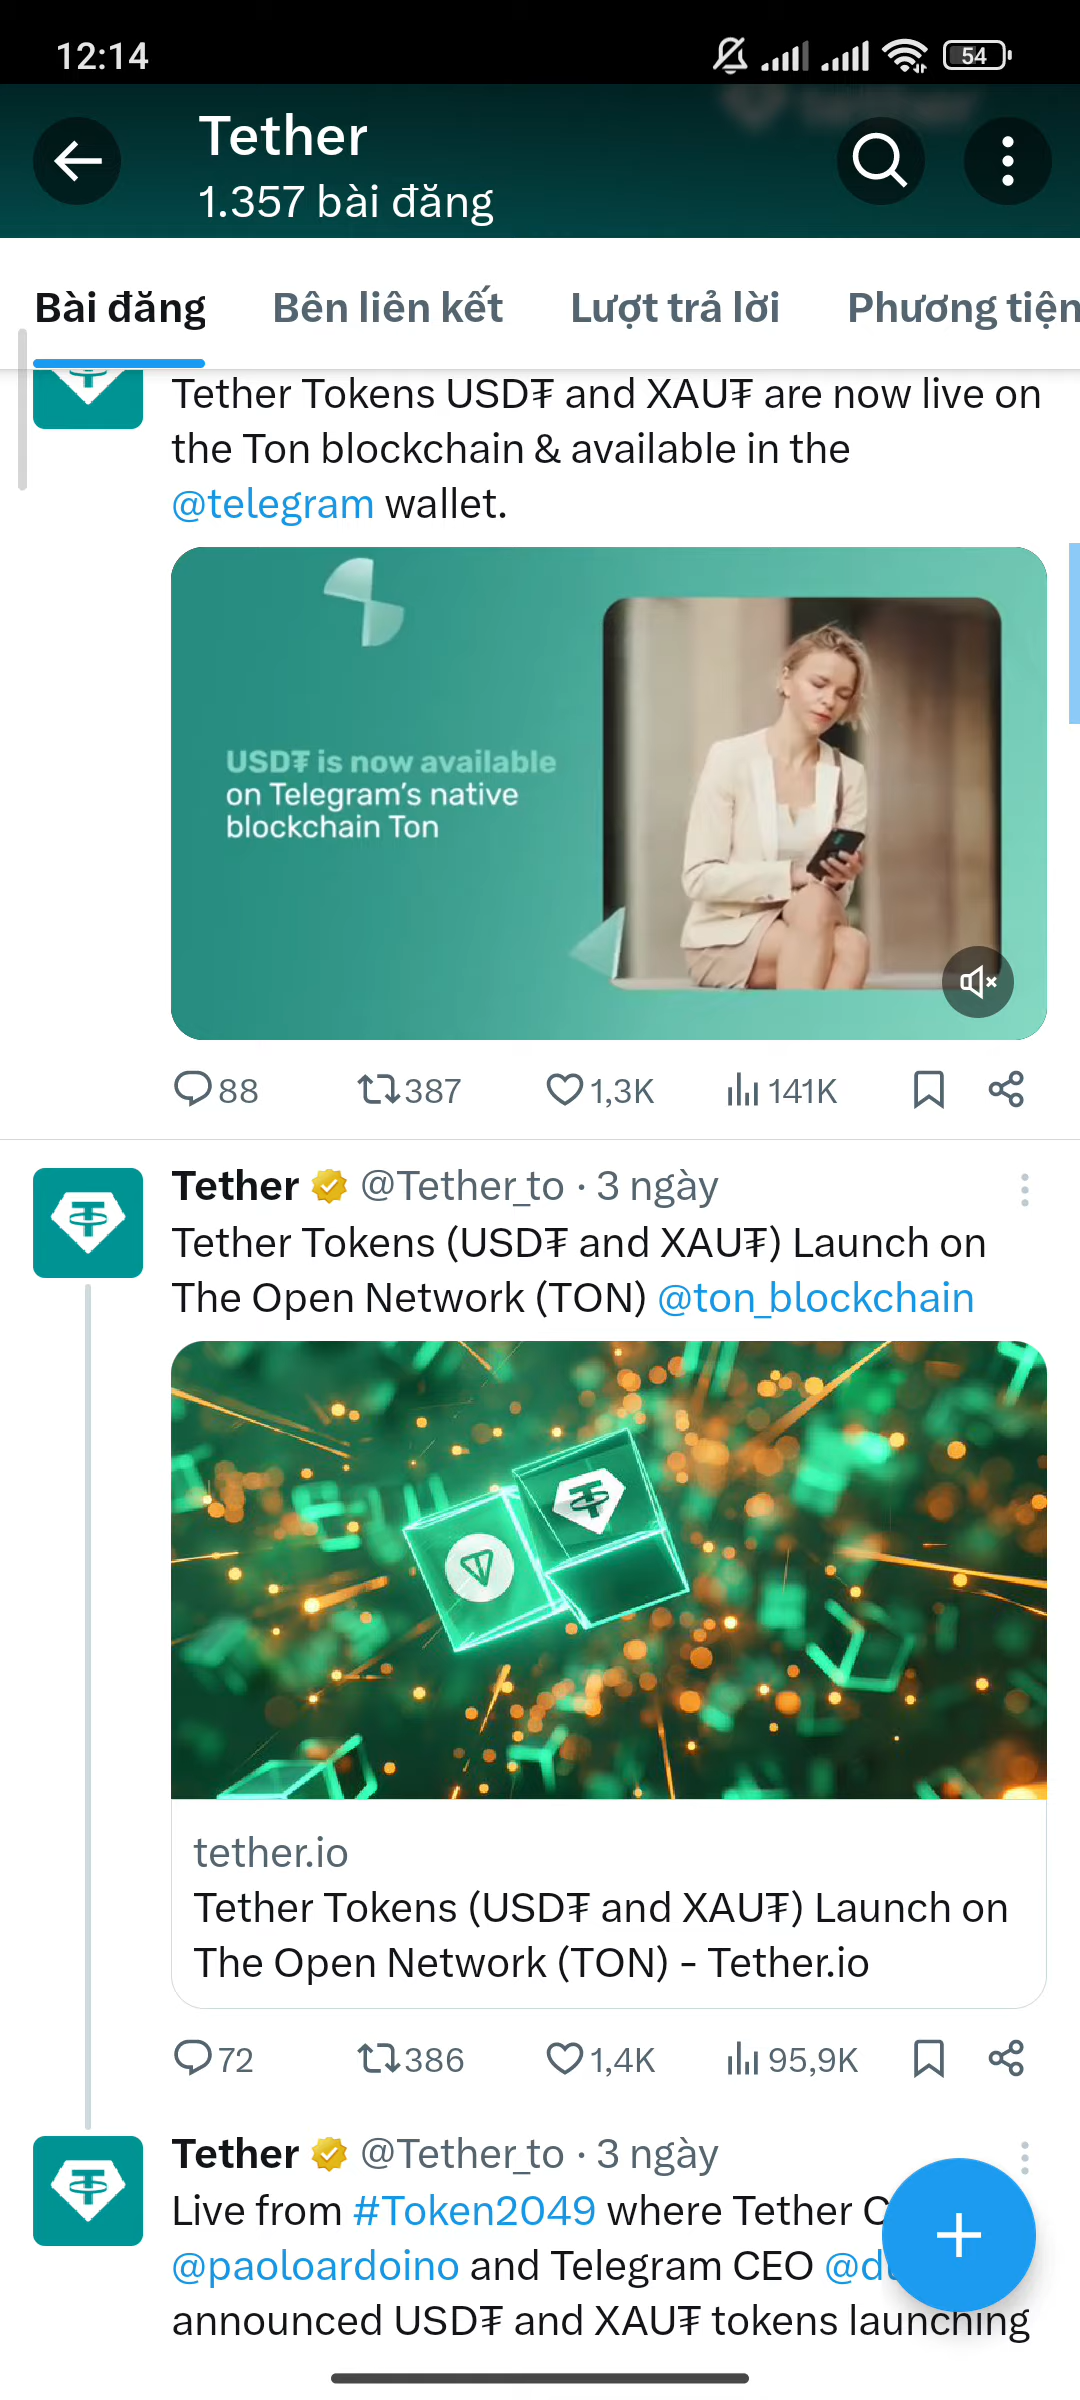 12:14
54
Tether
1.357 bài đăng
Bài đăng
Bên liên kết
Lượt trả lời
Phương tiện
Tether Tokens USD₮ and XAU₮ are now live on
the Ton blockchain & available in the
@telegram wallet.
USD₮ is now available
on Telegram's native
blockchain Ton
88
387
1,3K
141K
Tether @Tether_to · 3 ngày
Tether Tokens (USD₮ and XAU₮) Launch on
The Open Network (TON) @ton_blockchain
tether.io
Tether Tokens (USD₮ and XAU₮) Launch on
The Open Network (TON) - Tether.io
72
386
1,4K
95,9K
Tether @Tether_to · 3 ngày
Live from #Token2049 where Tether
@paoloardoino and Telegram CEO
announced USD₮ and XAU₮ tokens launching